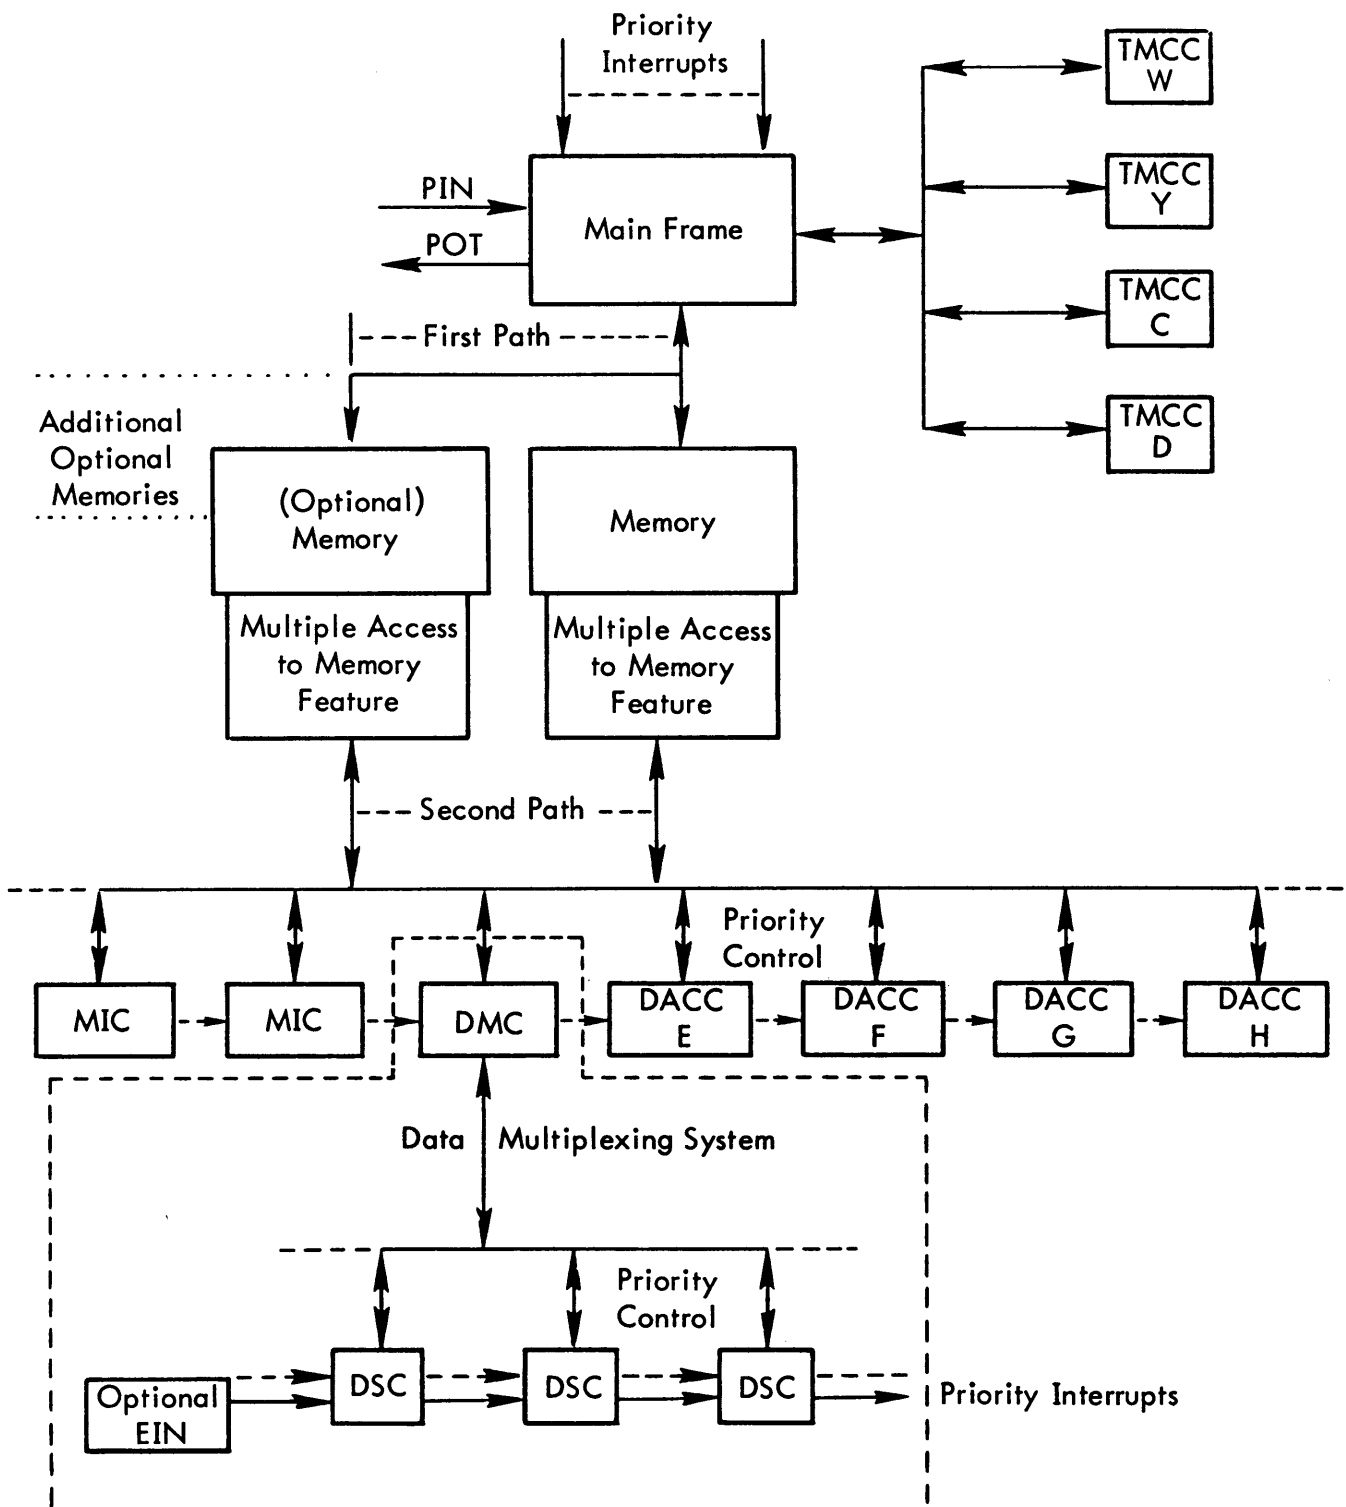 Priority
Interrupts
TMCC
W
TMCC
Y
PIN
Main Frame
POT
TMCC
C
First Path
TMCC
D
Additional
Optional
Memories
(Optional)
Memory
Memory
Multiple Access
to Memory
Feature
Multiple Access
to Memory
Feature
Second Path
Priority
Control
MIC
MIC
DMC
DACC
E
DACC
F
DACC
G
DACC
H
Data Multiplexing System
Priority
Control
Optional
EIN
DSC
DSC
DSC
Priority Interrupts